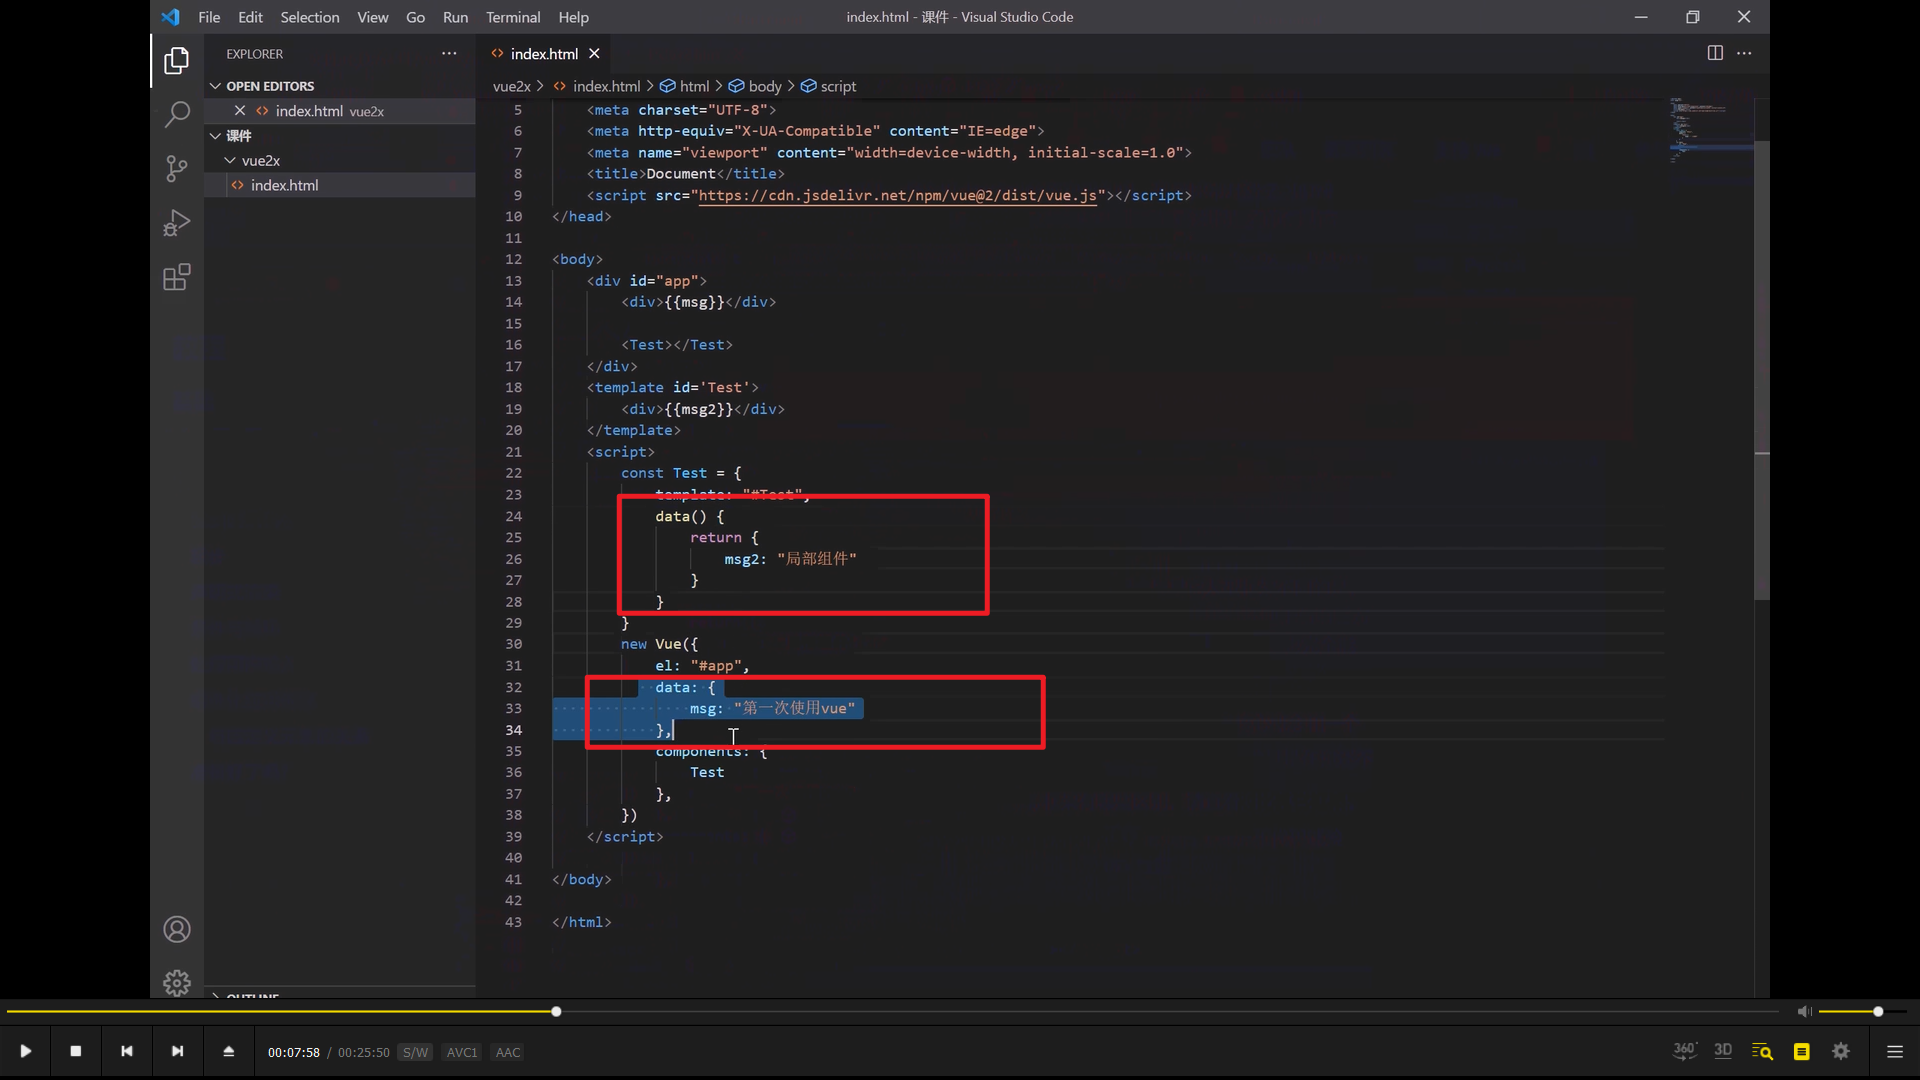 File Edit Selection View Go Run Terminal Help
index.html - 课件 - Visual Studio Code
EXPLORER
OPEN EDITORS
index.html vue2x
课件
vue2x
index.html
OUTLINE
index.html
vue2x > index.html > html > body > script
5 <meta charset="UTF-8">
6 <meta http-equiv="X-UA-Compatible" content="IE=edge">
7 <meta name="viewport" content="width=device-width, initial-scale=1.0">
8 <title>Document</title>
9 <script src="https://cdn.jsdelivr.net/npm/vue@2/dist/vue.js"></script>
10 </head>
11
12 <body>
13 <div id="app">
14 <div>{{msg}}</div>
15
16 <Test></Test>
17 </div>
18 <template id='Test'>
19 <div>{{msg2}}</div>
20 </template>
21 <script>
22 const Test = {
23 template: "#Test",
24 data() {
25 return {
26 msg2: "局部组件"
27 }
28 }
29 }
30 new Vue({
31 el: "#app",
32 data: {
33 msg: "第一次使用vue"
34 },
35 components: {
36 Test
37 },
38 })
39 </script>
40
41 </body>
42
43 </html>
00:07:58 / 00:25:50 S/W AVC1 AAC
360° 3D